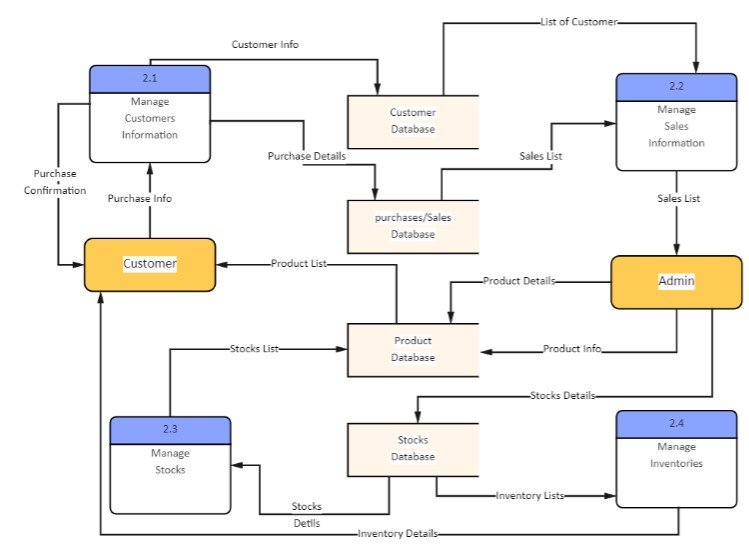 List of Customer
Customer Info
2.1
Manage
Customers
Information
2.2
Manage
Sales
Information
Customer
Database
Purchase Details
Sales List
Purchase
Confirmation
Purchase Info
Sales List
purchases/Sales
Database
Customer
Product List
Product Details
Admin
Product
Database
Stocks List
Product Info
Stocks Details
2.3
Manage
Stocks
Stocks
Database
2.4
Manage
Inventories
Inventory Lists
Stocks
Detils
Inventory Details